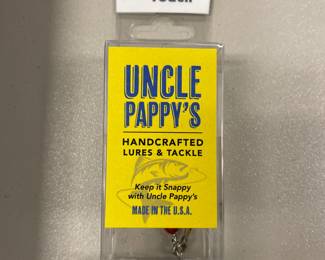 UNCLE
PAPPY'S
HANDCRAFTED
LURES & TACKLE
Keep it Snappy
with Uncle Pappy's
MADE IN THE U.S.A.